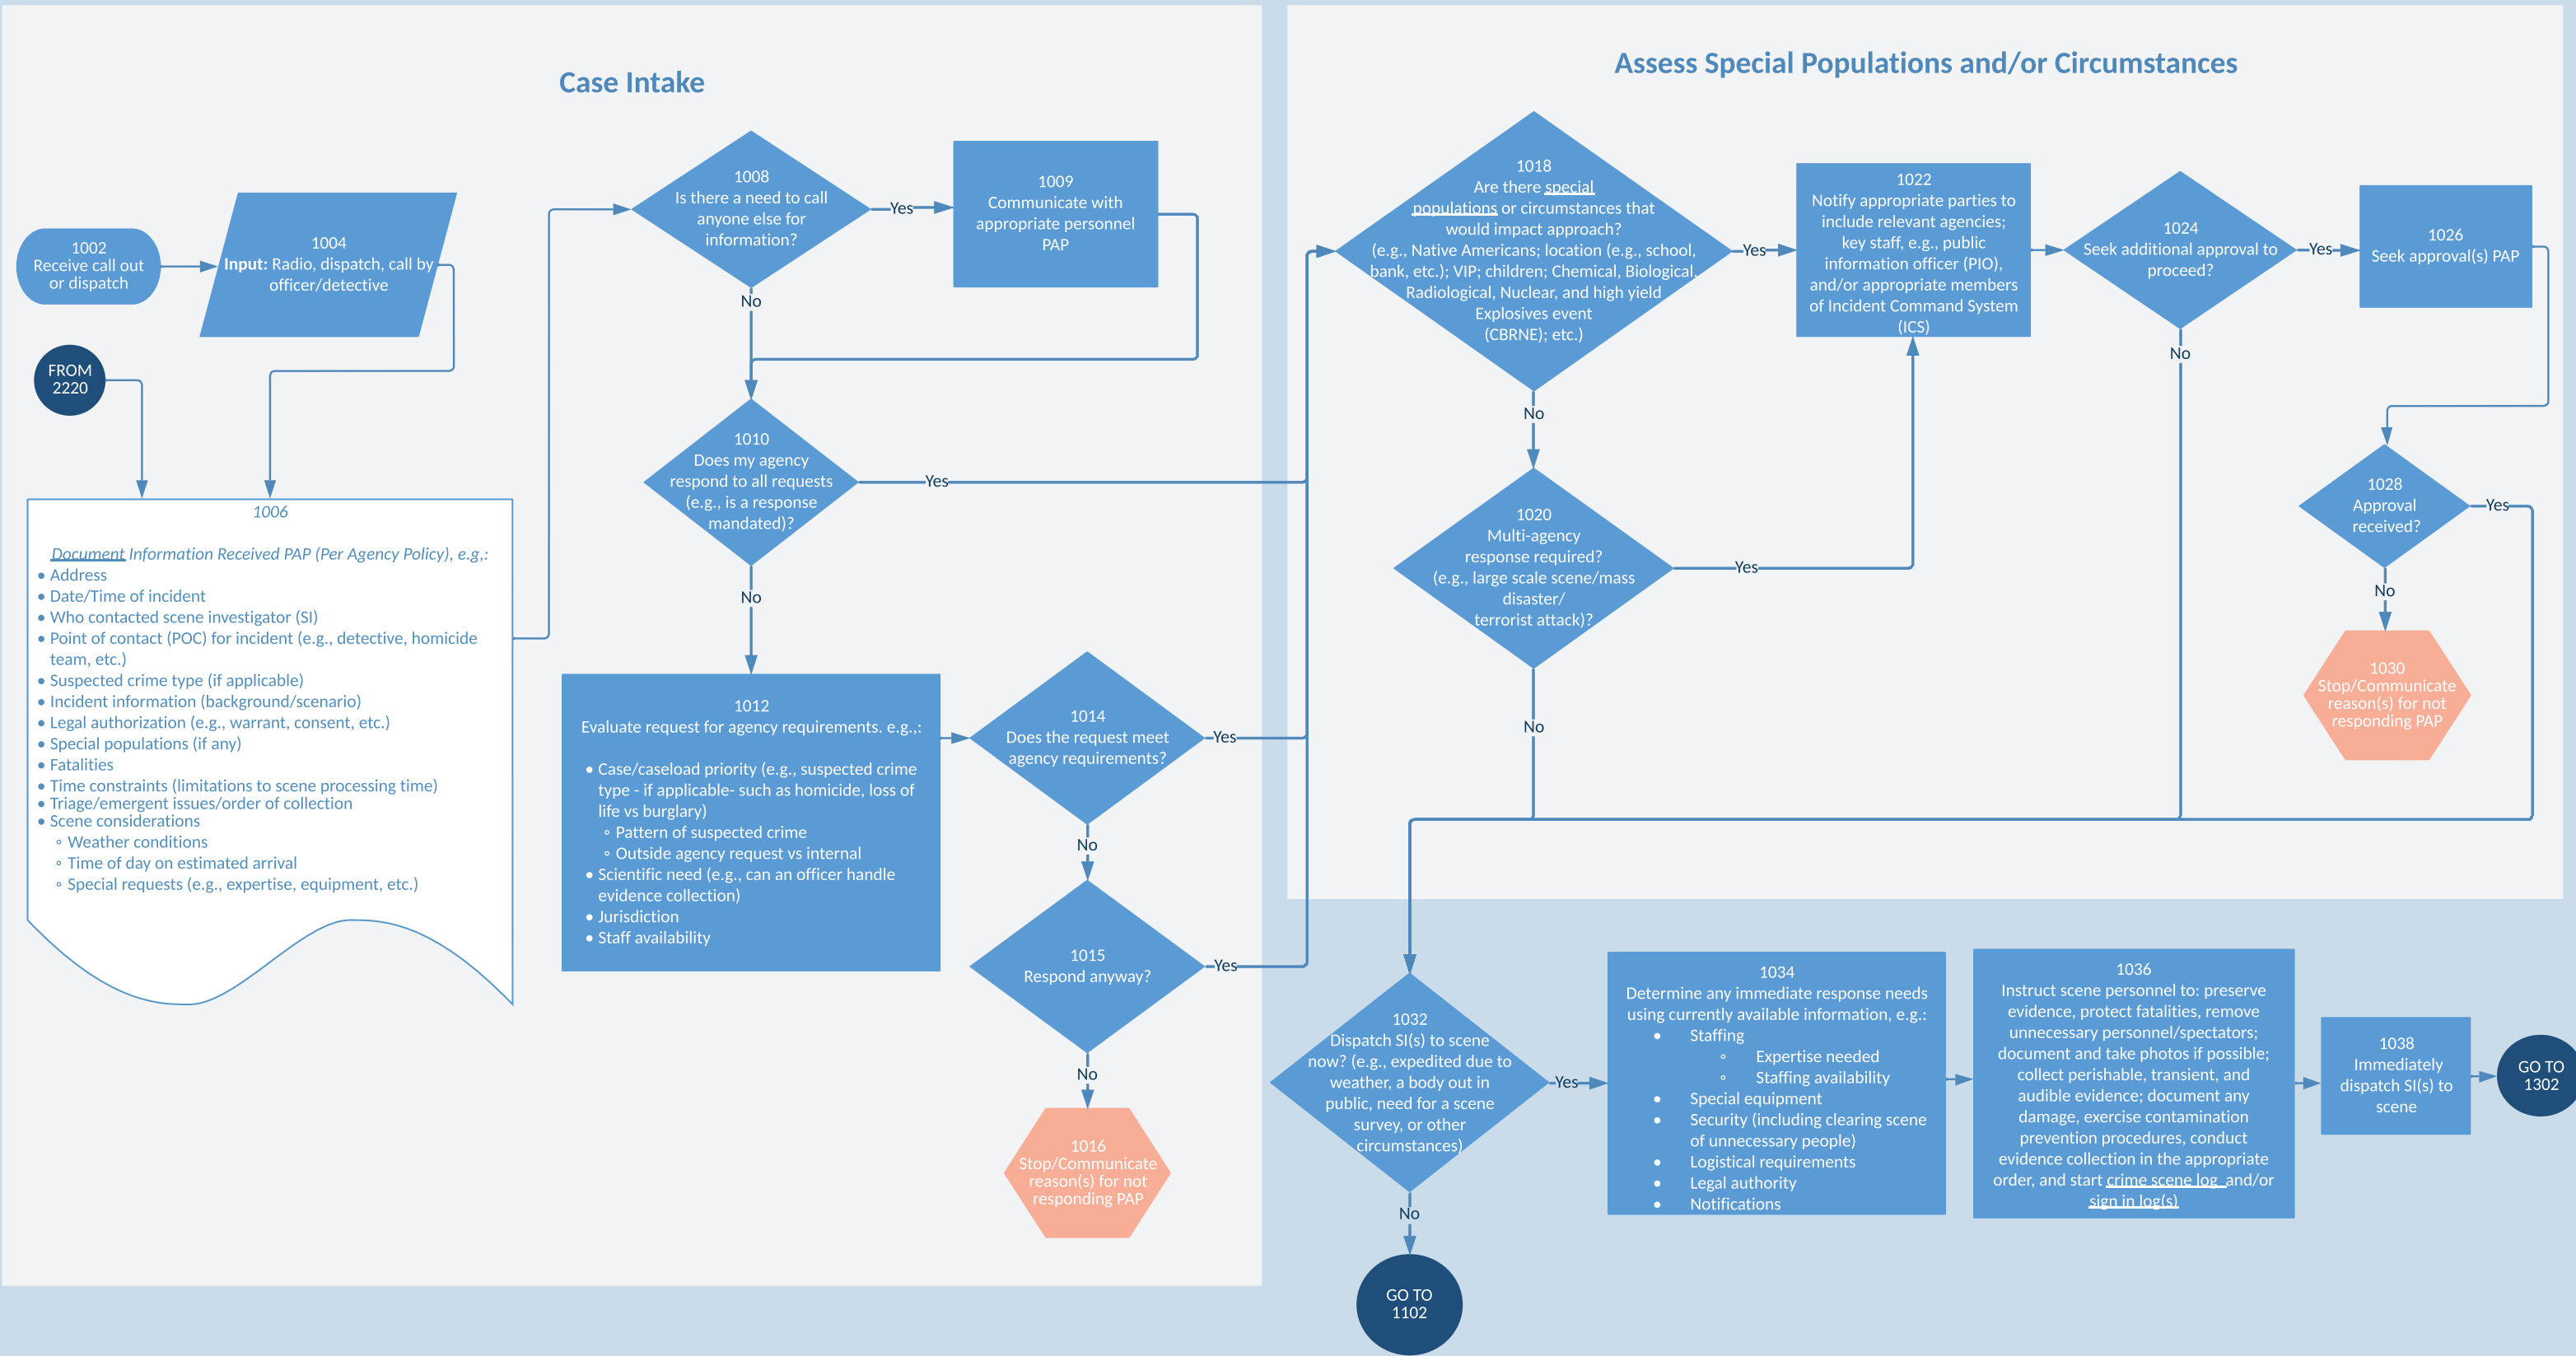 Case Intake
1002
Receive call out
or dispatch
1004
Input: Radio, dispatch, call by
officer/detective
FROM
2220
1006
Document Information Received PAP (Per Agency Policy), e.g,:
• Address
• Date/Time of incident
• Who contacted scene investigator (SI)
• Point of contact (POC) for incident (e.g., detective, homicide
team, etc.)
• Suspected crime type (if applicable)
• Incident information (background/scenario)
• Legal authorization (e.g., warrant, consent, etc.)
• Special populations (if any)
• Fatalities
• Time constraints (limitations to scene processing time)
• Triage/emergent issues/order of collection
• Scene considerations
◦ Weather conditions
◦ Time of day on estimated arrival
◦ Special requests (e.g., expertise, equipment, etc.)
1008
Is there a need to call
anyone else for
information?
Yes
No
1009
Communicate with
appropriate personnel
PAP
1010
Does my agency
respond to all requests
(e.g., is a response
mandated)?
Yes
No
1012
Evaluate request for agency requirements. e.g.,:
• Case/caseload priority (e.g., suspected crime
type - if applicable- such as homicide, loss of
life vs burglary)
◦ Pattern of suspected crime
◦ Outside agency request vs internal
• Scientific need (e.g., can an officer handle
evidence collection)
• Jurisdiction
• Staff availability
1014
Does the request meet
agency requirements?
Yes
No
1015
Respond anyway?
Yes
No
1016
Stop/Communicate
reason(s) for not
responding PAP
Assess Special Populations and/or Circumstances
1018
Are there special
populations or circumstances that
would impact approach?
(e.g., Native Americans; location (e.g., school,
bank, etc.); VIP; children; Chemical, Biological,
Radiological, Nuclear, and high yield
Explosives event
(CBRNE); etc.)
Yes
No
1020
Multi-agency
response required?
(e.g., large scale scene/mass
disaster/
terrorist attack)?
Yes
No
1022
Notify appropriate parties to
include relevant agencies;
key staff, e.g., public
information officer (PIO),
and/or appropriate members
of Incident Command System
(ICS)
1024
Seek additional approval to
proceed?
Yes
No
1026
Seek approval(s) PAP
1028
Approval
received?
Yes
No
1030
Stop/Communicate
reason(s) for not
responding PAP
1032
Dispatch SI(s) to scene
now? (e.g., expedited due to
weather, a body out in
public, need for a scene
survey, or other
circumstances)
Yes
No
GO TO
1102
1034
Determine any immediate response needs
using currently available information, e.g.:
• Staffing
◦ Expertise needed
◦ Staffing availability
• Special equipment
• Security (including clearing scene
of unnecessary people)
• Logistical requirements
• Legal authority
• Notifications
1036
Instruct scene personnel to: preserve
evidence, protect fatalities, remove
unnecessary personnel/spectators;
document and take photos if possible;
collect perishable, transient, and
audible evidence; document any
damage, exercise contamination
prevention procedures, conduct
evidence collection in the appropriate
order, and start crime scene log and/or
sign in log(s)
1038
Immediately
dispatch SI(s) to
scene
GO TO
1302